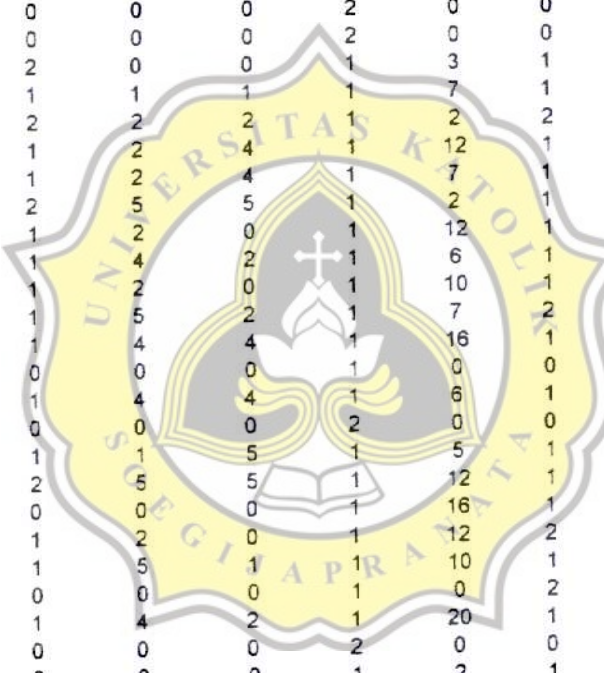 0 0 0 2 0 0
0 0 0 2 0 0
2 0 0 1 3 1
1 1 1 1 7 1
2 2 2 1 2 2
1 2 4 1 12 1
1 2 4 1 7 1
2 5 5 1 2 1
1 2 0 1 12 1
1 4 2 1 6 1
1 2 0 1 10 1
1 5 2 1 7 2
1 4 4 1 16 1
0 0 0 1 0 0
1 4 4 1 6 1
0 0 0 2 0 0
1 1 5 1 5 1
2 5 5 1 12 1
0 0 0 1 16 1
1 2 0 1 12 2
1 5 1 1 10 1
0 0 0 1 0 2
1 4 2 1 20 1
0 0 0 2 0 0
1 2 1
UNIVERSITAS KATOLIK
SOEGIJAPRANATA